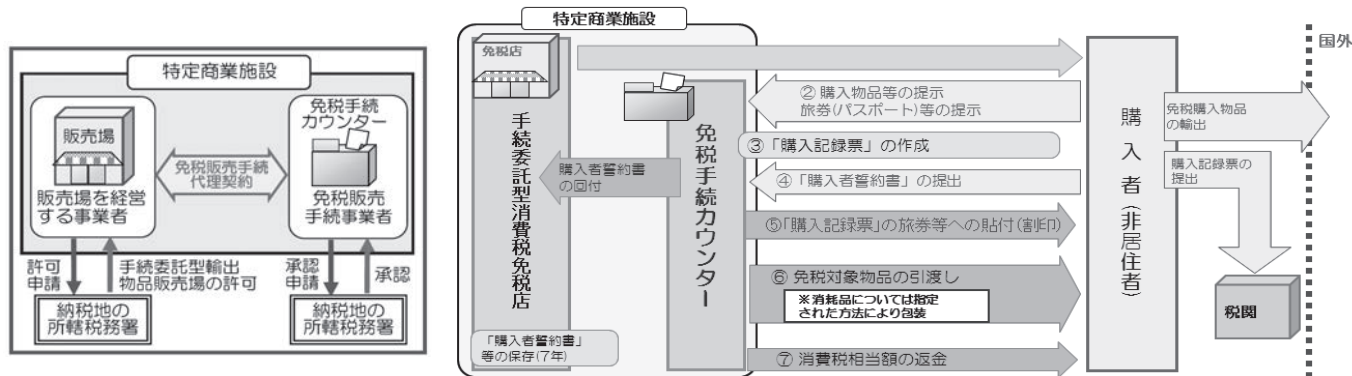 特定商業施設
販売場
販売場を経営
する事業者
免税販売手続
代理契約
免税手続
カウンター
免税販売
手続事業者
許可
申請
手続委託型輸出
物品販売場の許可
承認
申請
承認
納税地の
所轄税務署
納税地の
所轄税務署
特定商業施設
免税店
手続委託型消費税免税店
「購入者誓約書」
等の保存(7年)
購入者誓約書
の回付
免税手続カウンター
② 購入物品等の提示
旅券(パスポート)等の提示
③「購入記録票」の作成
④「購入者誓約書」の提出
⑤「購入記録票」の旅券等への貼付(割印)
⑥ 免税対象物品の引渡し
※消耗品については指定
された方法により包装
⑦ 消費税相当額の返金
購入者(非居住者)
免税購入物品
の輸出
購入記録票の
提出
税関
国外